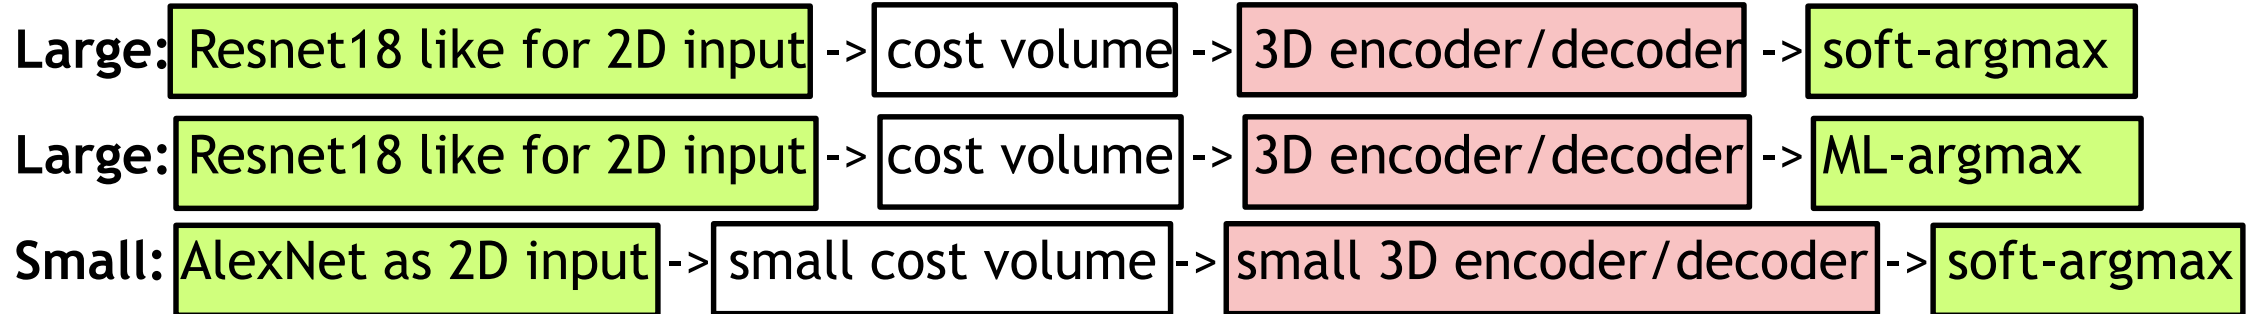 Large: Resnet18 like for 2D input -> cost volume -> 3D encoder/decoder -> soft-argmax
Large: Resnet18 like for 2D input -> cost volume -> 3D encoder/decoder -> ML-argmax
Small: AlexNet as 2D input -> small cost volume -> small 3D encoder/decoder -> soft-argmax